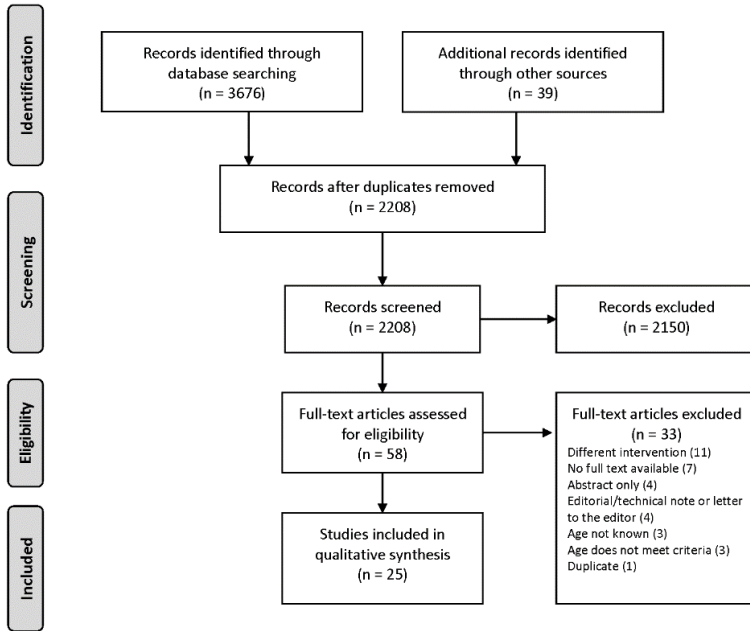 Identification
Records identified through
database searching
(n = 3676)
Additional records identified
through other sources
(n = 39)
Records after duplicates removed
(n = 2208)
Screening
Records screened
(n = 2208)
Records excluded
(n = 2150)
Eligibility
Full-text articles assessed
for eligibility
(n = 58)
Full-text articles excluded
(n = 33)
Different intervention (11)
No full text available (7)
Abstract only (4)
Editorial/technical note or letter
to the editor (4)
Age not known (3)
Age does not meet criteria (3)
Duplicate (1)
Included
Studies included in
qualitative synthesis
(n = 25)